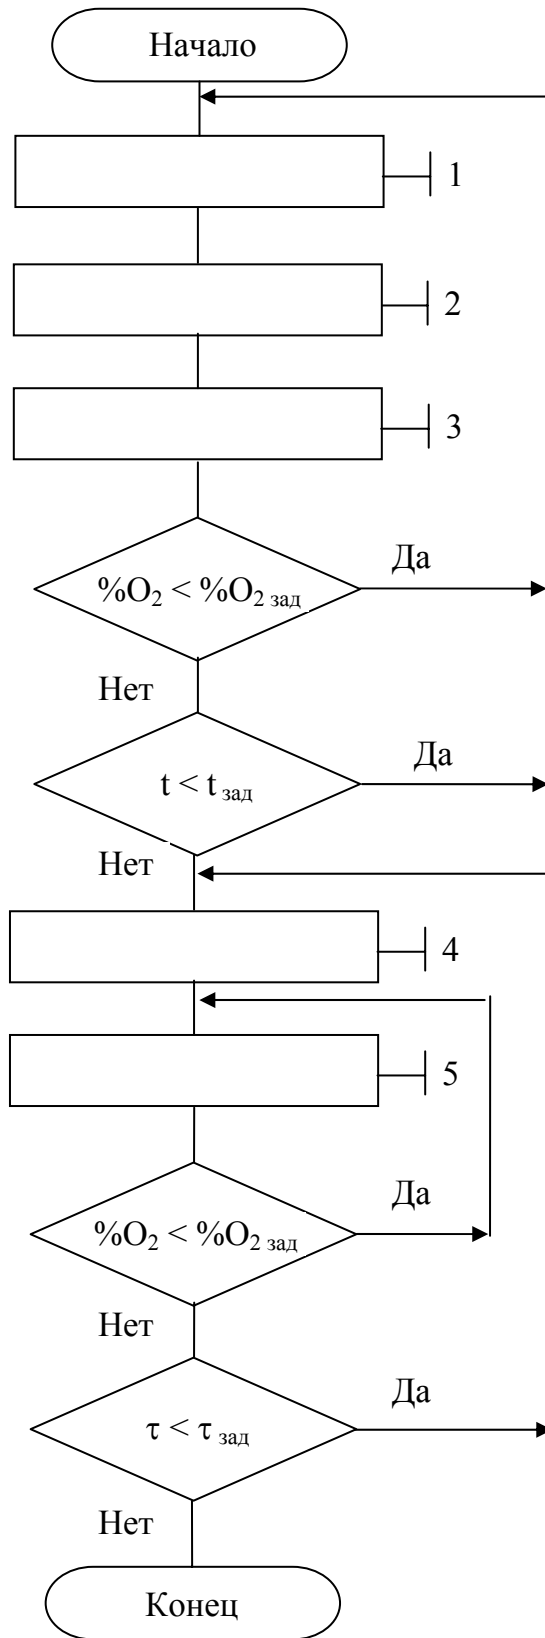 Начало
1
2
3
%O₂ < %O₂ зад
Да
Нет
t < t зад
Да
Нет
4
5
%O₂ < %O₂ зад
Да
Нет
τ < τ зад
Да
Нет
Конец